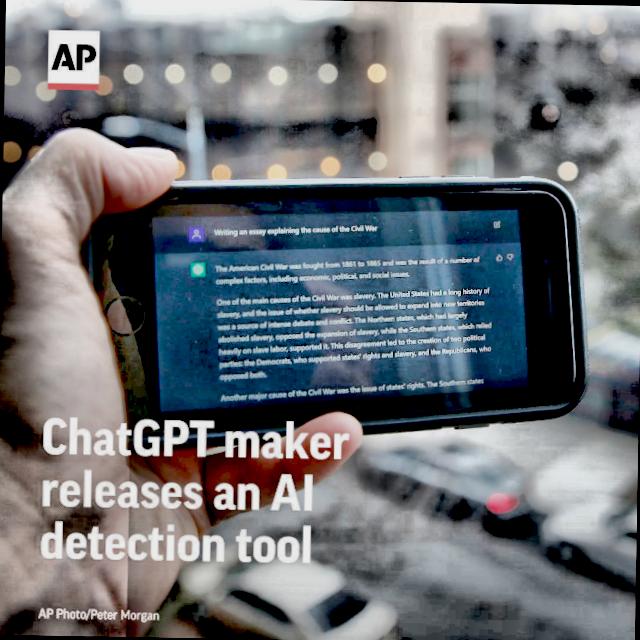 AP
Writing an essay explaining the cause of the Civil War
The American Civil War was fought from 1861 to 1865 and was the result of a number of
complex factors, including economic, political, and social issues.
One of the main causes of the Civil War was slavery. The United States had a long history of
slavery, and the issue of whether slavery should be allowed to expand into new territories
was a source of intense debate and conflict. The Northern states, which had largely
abolished slavery, opposed the expansion of slavery, while the Southern states, which relied
heavily on slave labor, supported it. This disagreement led to the creation of two political
parties: the Democrats, who supported states' rights and slavery, and the Republicans, who
opposed both.
Another major cause of the Civil War was the issue of states' rights. The Southern states
ChatGPT maker
releases an AI
detection tool
AP Photo/Peter Morgan